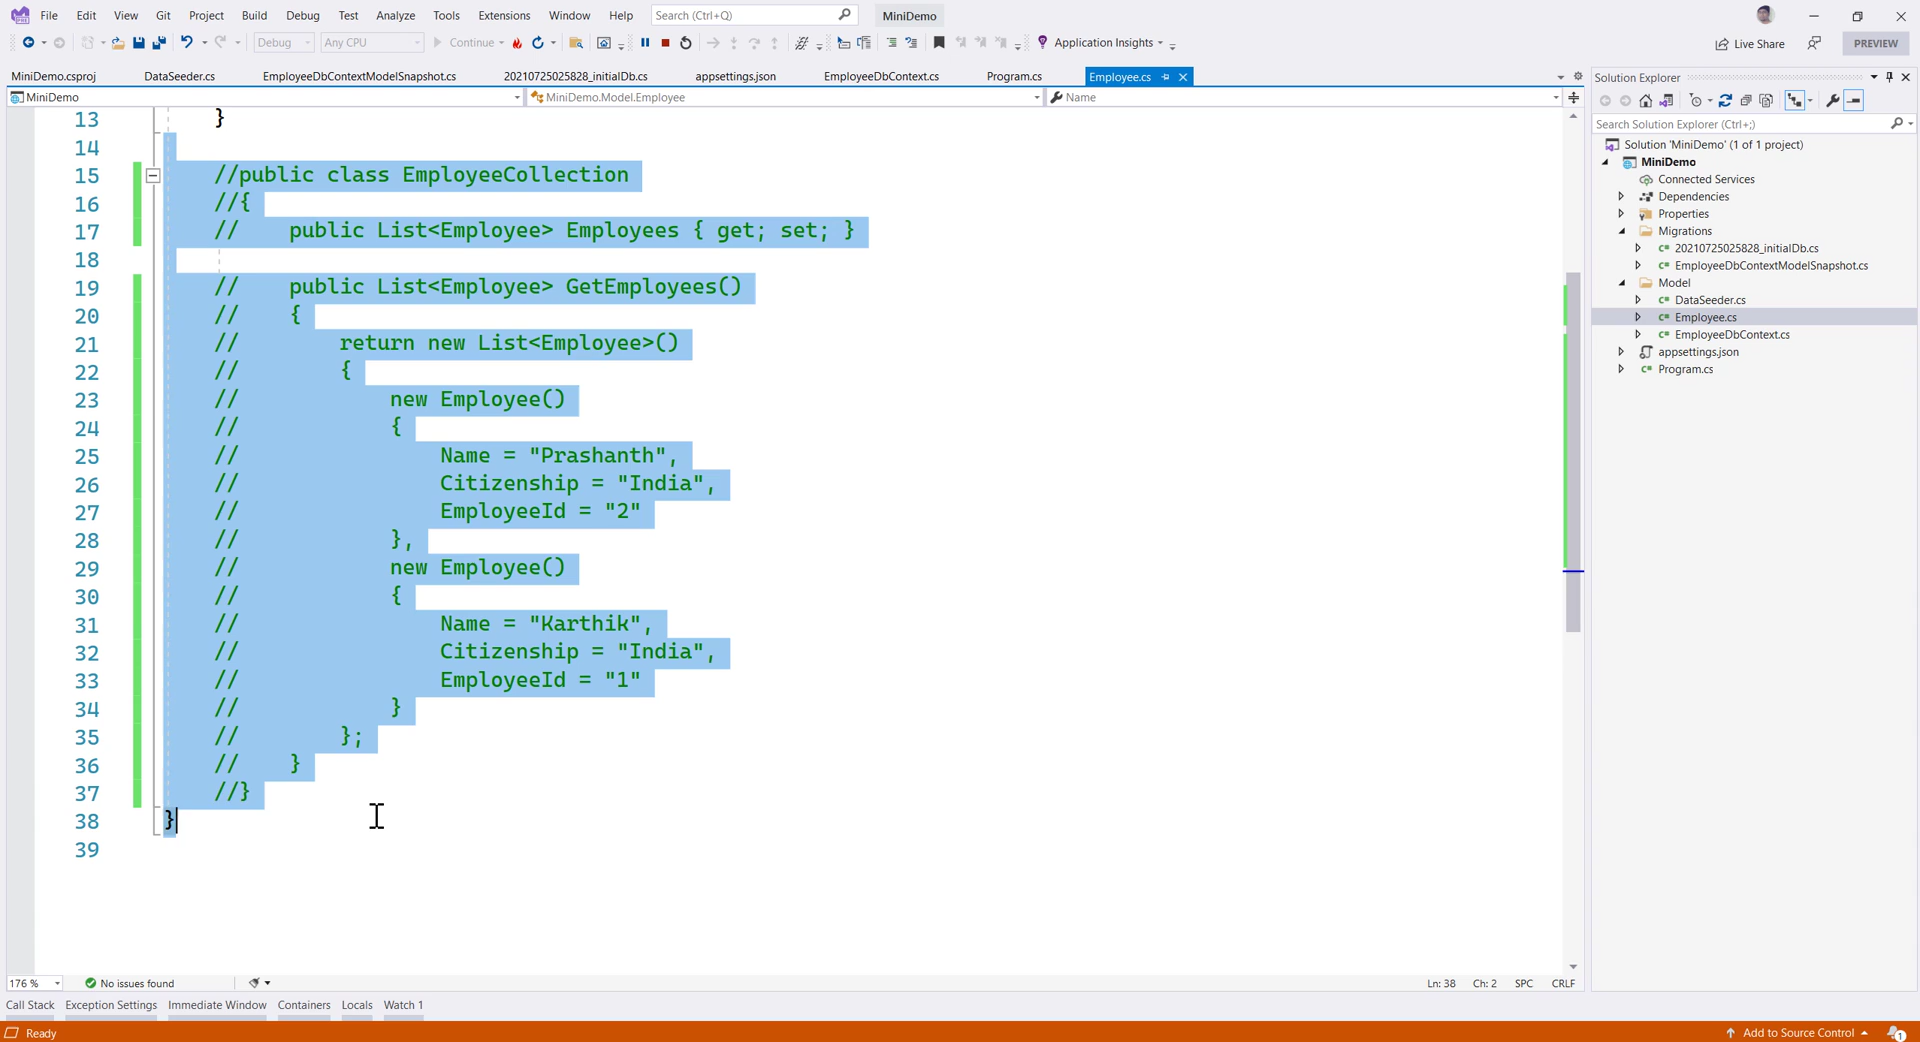 File Edit View Git Project Build Debug Test Analyze Tools Extensions Window Help Search (Ctrl+Q) MiniDemo
Debug Any CPU Continue Application Insights Live Share PREVIEW
MiniDemo.csproj DataSeeder.cs EmployeeDbContextModelSnapshot.cs 20210725025828_initialDb.cs appsettings.json EmployeeDbContext.cs Program.cs Employee.cs
MiniDemo MiniDemo.Model.Employee Name
13 }
14
15 //public class EmployeeCollection
16 //{
17 //    public List<Employee> Employees { get; set; }
18
19 //    public List<Employee> GetEmployees()
20 //    {
21 //        return new List<Employee>()
22 //        {
23 //            new Employee()
24 //            {
25 //                Name = "Prashanth",
26 //                Citizenship = "India",
27 //                EmployeeId = "2"
28 //            },
29 //            new Employee()
30 //            {
31 //                Name = "Karthik",
32 //                Citizenship = "India",
33 //                EmployeeId = "1"
34 //            }
35 //        };
36 //    }
37 //}
38 }
39
176 % No issues found Ln: 38 Ch: 2 SPC CRLF
Call Stack Exception Settings Immediate Window Containers Locals Watch 1
Ready Add to Source Control 1
Solution Explorer
Search Solution Explorer (Ctrl+;)
Solution 'MiniDemo' (1 of 1 project)
MiniDemo
Connected Services
Dependencies
Properties
Migrations
20210725025828_initialDb.cs
EmployeeDbContextModelSnapshot.cs
Model
DataSeeder.cs
Employee.cs
EmployeeDbContext.cs
appsettings.json
Program.cs